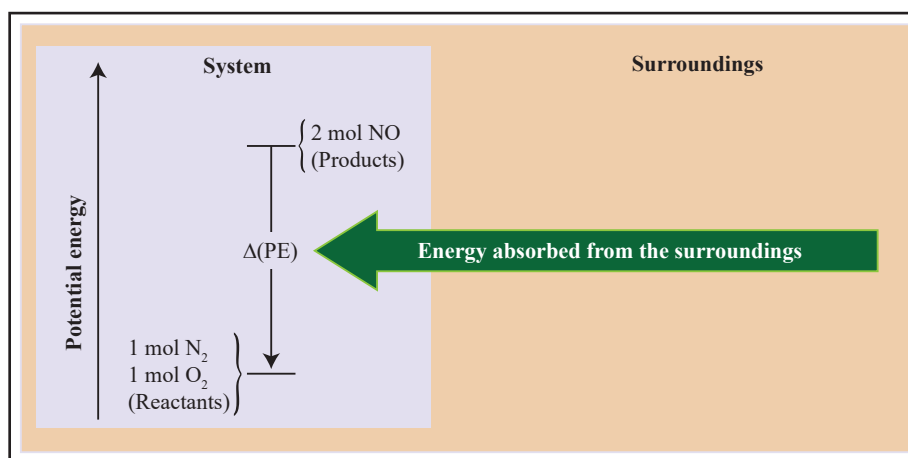 System
Surroundings
2 mol NO
(Products)
Potential energy
Δ(PE)
Energy absorbed from the surroundings
1 mol N₂
1 mol O₂
(Reactants)